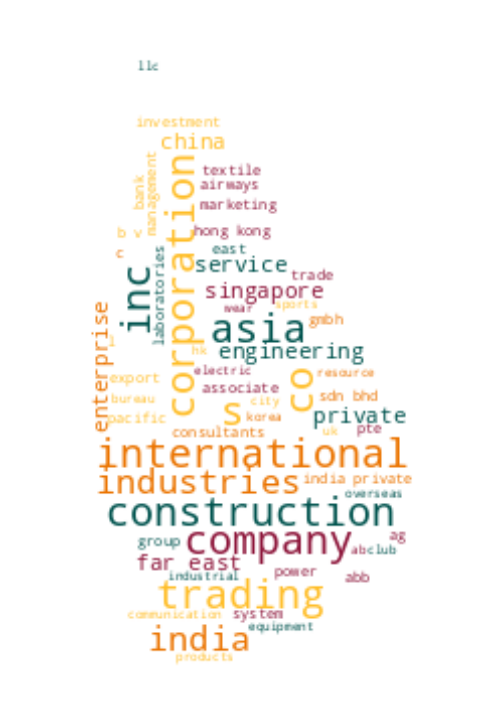 llc
investment
china
corporation
bank
management
textile
airways
marketing
b v
hong kong
c
east
service
inc
laboratories
trade
singapore
enterprise
wear
sports
asia
gmbh
l
hk
engineering
electric
resource
export
associate
co
bureau
city
sdn bhd
pacific
s
korea
private
consultants
uk
pte
international
industries
india private
overseas
construction
company
ag
group
abclub
far east
industrial
power
abb
trading
communication
system
equipment
india
products